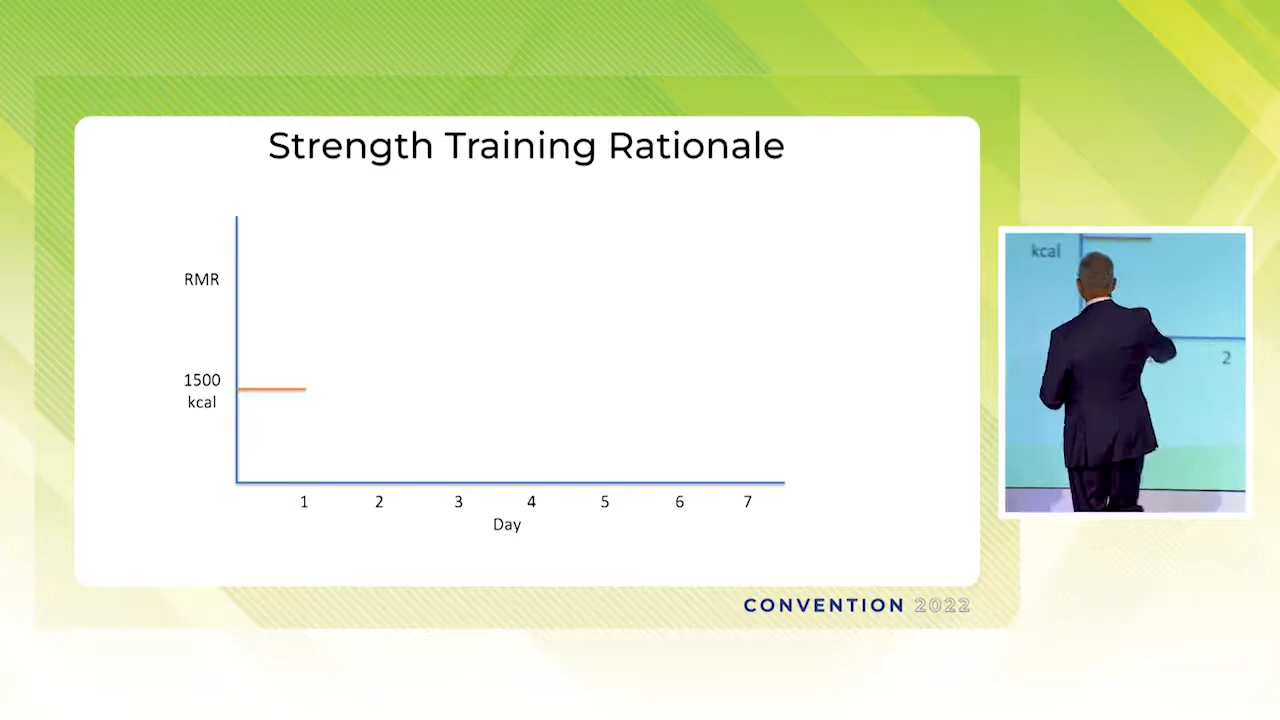 Strength Training Rationale
RMR
1500
kcal
1
2
3
4
5
6
7
Day
kcal
2
CONVENTION 2022